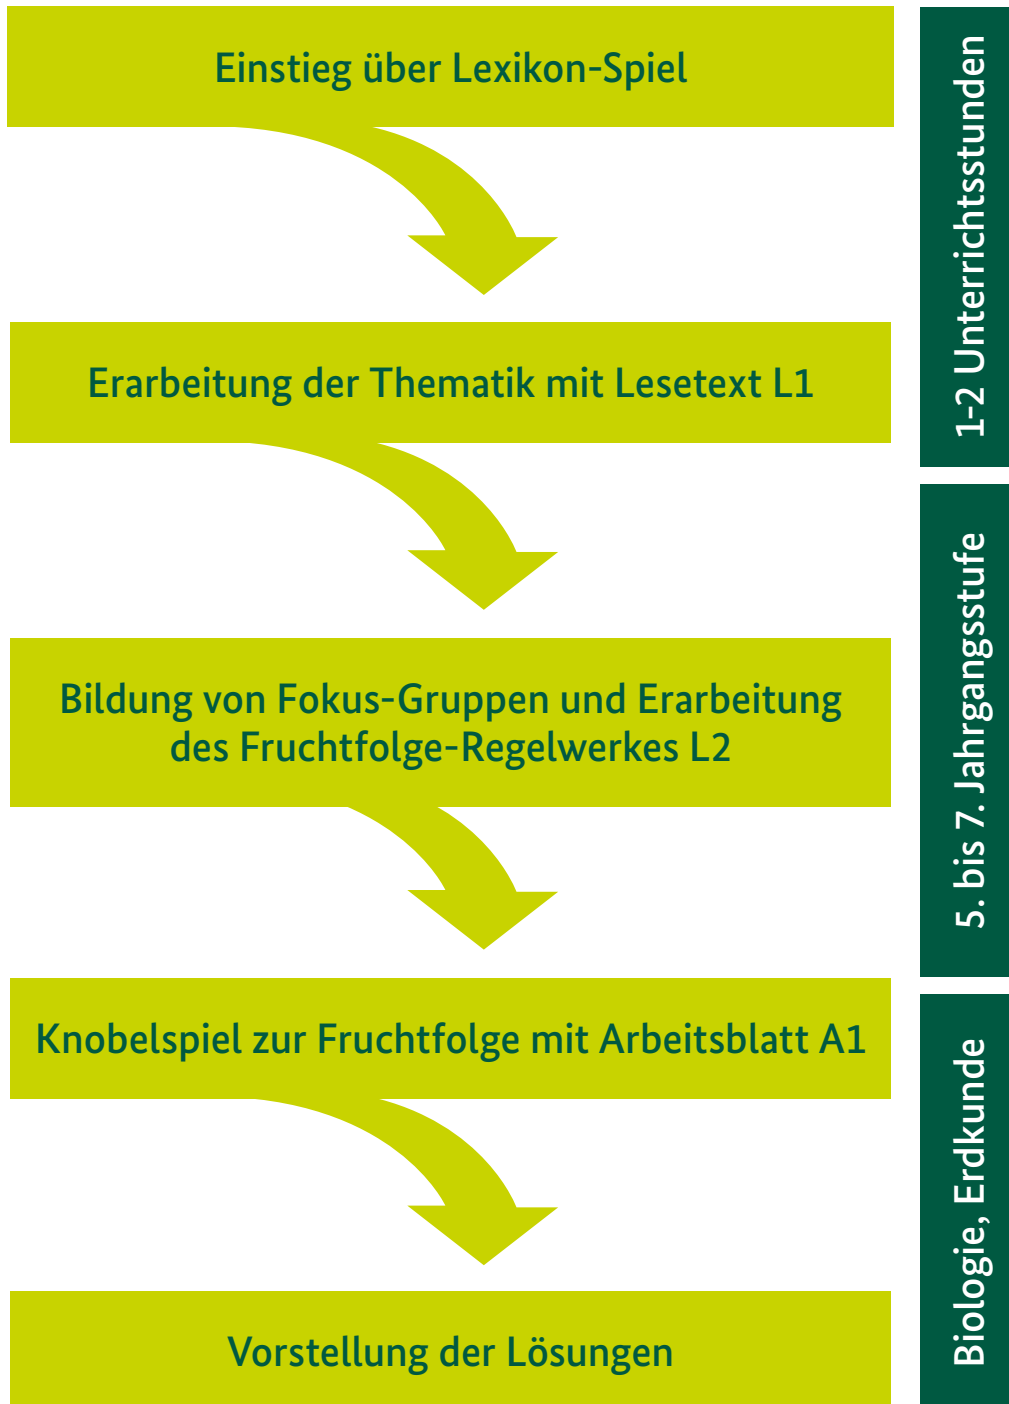 Einstieg über Lexikon-Spiel
Erarbeitung der Thematik mit Lesetext L1
Bildung von Fokus-Gruppen und Erarbeitung
des Fruchtfolge-Regelwerkes L2
Knobelspiel zur Fruchtfolge mit Arbeitsblatt A1
Vorstellung der Lösungen
1-2 Unterrichtsstunden
5. bis 7. Jahrgangsstufe
Biologie, Erdkunde